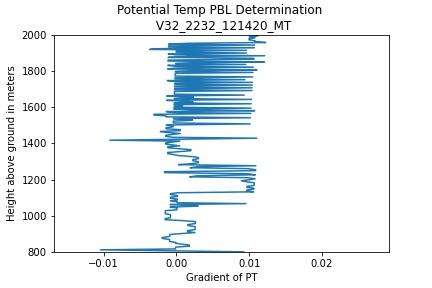 Potential Temp PBL Determination
V32_2232_121420_MT
Height above ground in meters
2000
1800
1600
1400
1200
1000
800
−0.01
0.00
0.01
0.02
Gradient of PT